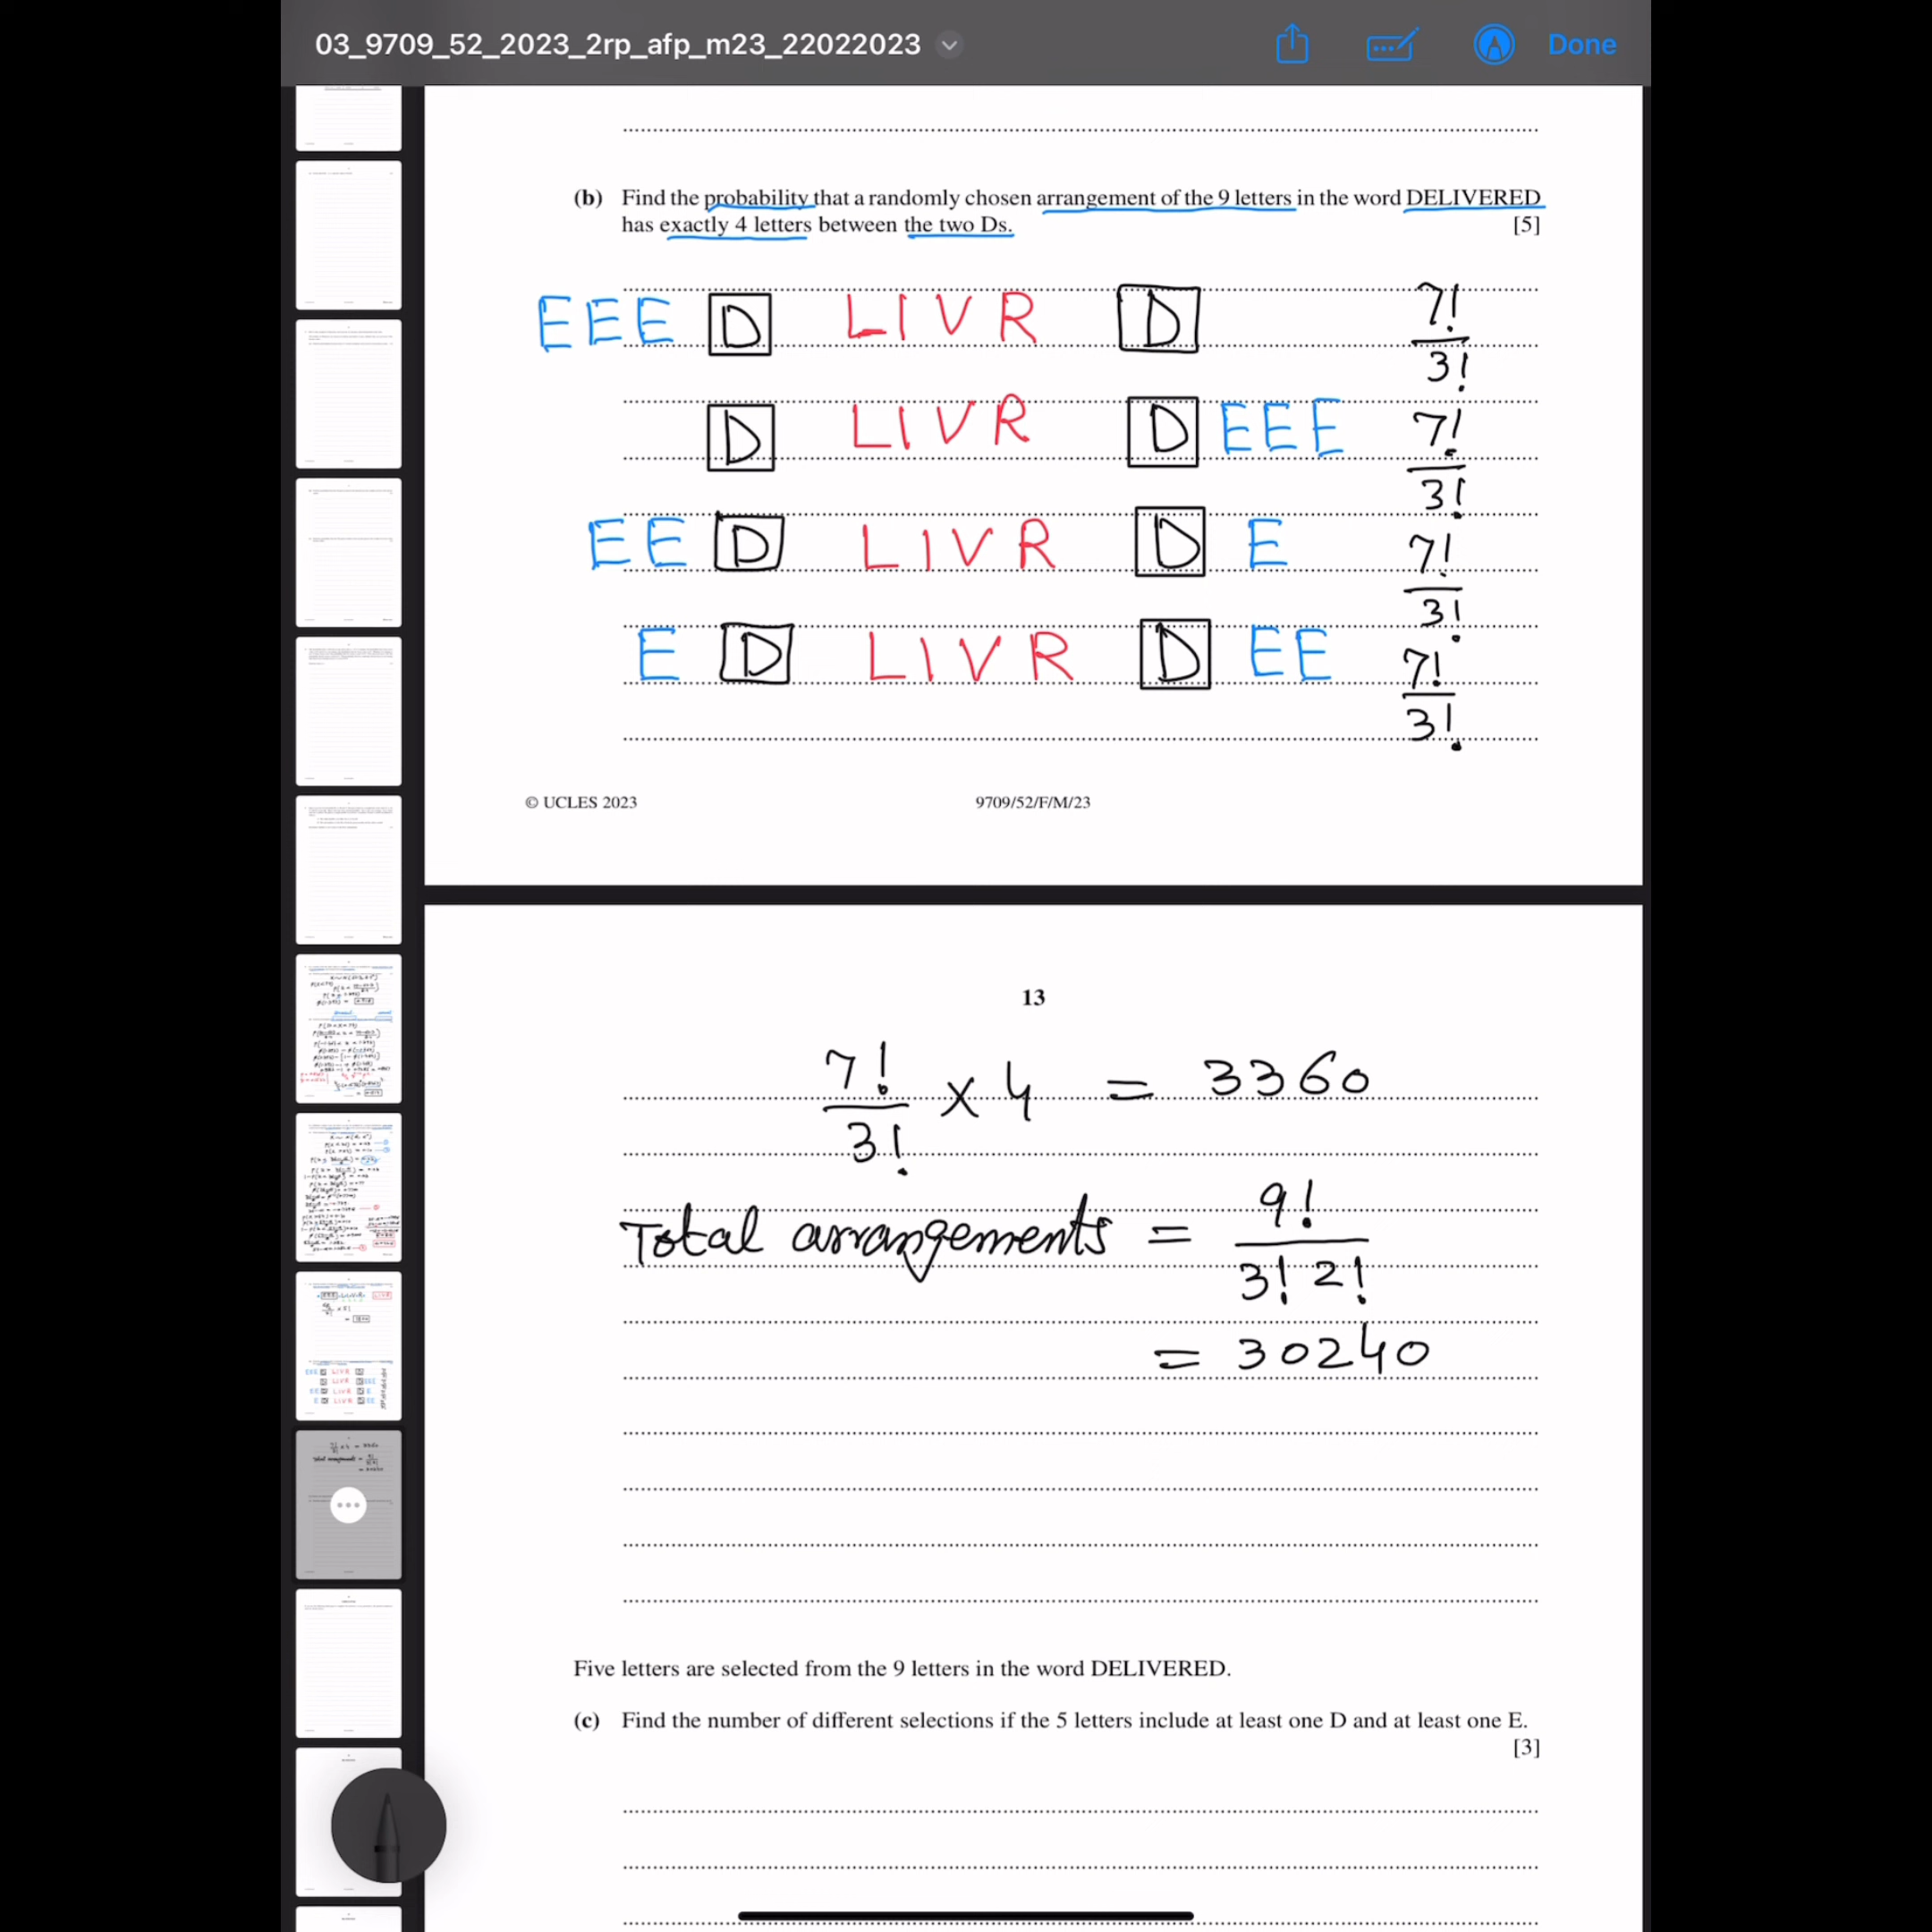 03_9709_52_2023_2rp_afp_m23_22022023
Done
(b) Find the probability that a randomly chosen arrangement of the 9 letters in the word DELIVERED
has exactly 4 letters between the two Ds. [5]
EEE D LIVR D 7!/3!
D LIVR D EEE 7!/3!
EE D LIVR D E 7!/3!
E D LIVR D EE 7!/3!
© UCLES 2023 9709/52/F/M/23
13
7!/3! × 4 = 3360
Total arrangements = 9!/3!2!
= 30240
Five letters are selected from the 9 letters in the word DELIVERED.
(c) Find the number of different selections if the 5 letters include at least one D and at least one E.
[3]